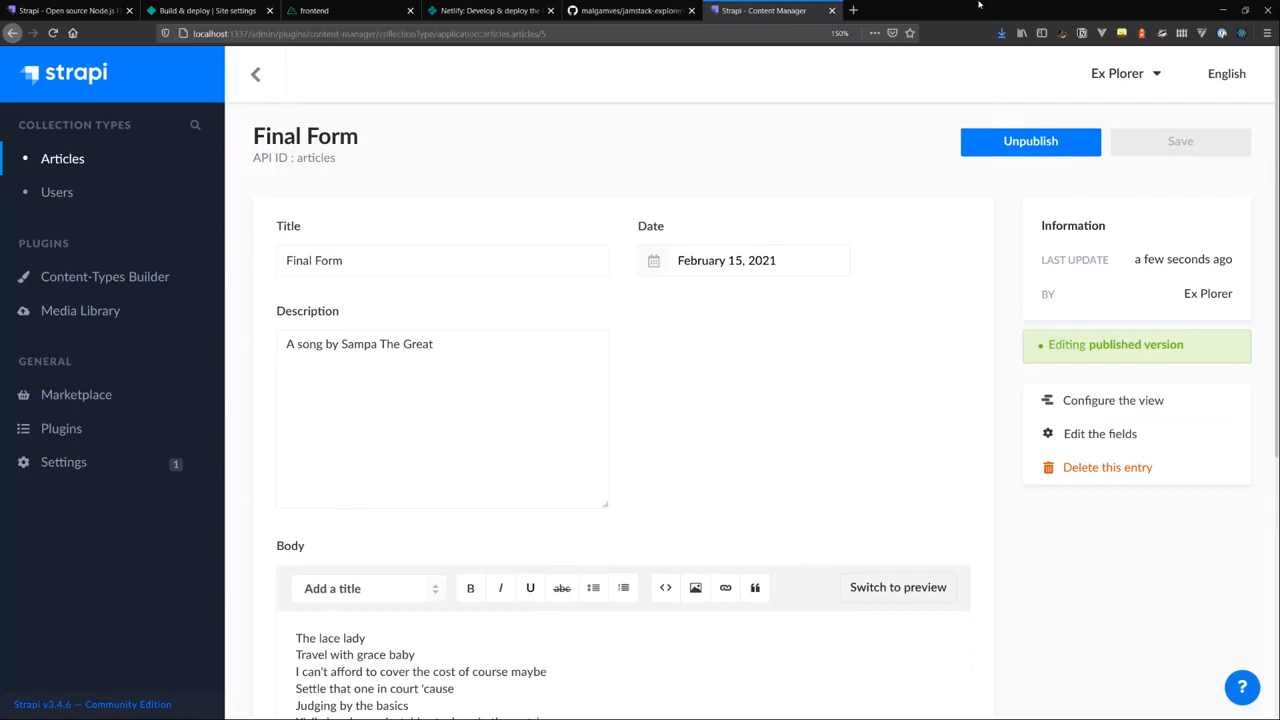 Strapi - Open source Node.js H
Build & deploy | Site settings
frontend
Netlify: Develop & deploy the
malgamves/jamstack-explorer
Strapi - Content Manager
localhost:1337/admin/plugins/content-manager/collectionType/application::articles.articles/5
150%
strapi
Ex Plorer
English
COLLECTION TYPES
Articles
Users
PLUGINS
Content-Types Builder
Media Library
GENERAL
Marketplace
Plugins
Settings
1
Strapi v3.4.6 — Community Edition
Final Form
API ID : articles
Unpublish
Save
Title
Date
Final Form
February 15, 2021
Description
A song by Sampa The Great
Body
Add a title
B
I
U
abc
Switch to preview
The lace lady
Travel with grace baby
I can't afford to cover the cost of course maybe
Settle that one in court 'cause
Judging by the basics
Information
LAST UPDATE
a few seconds ago
BY
Ex Plorer
Editing published version
Configure the view
Edit the fields
Delete this entry
?